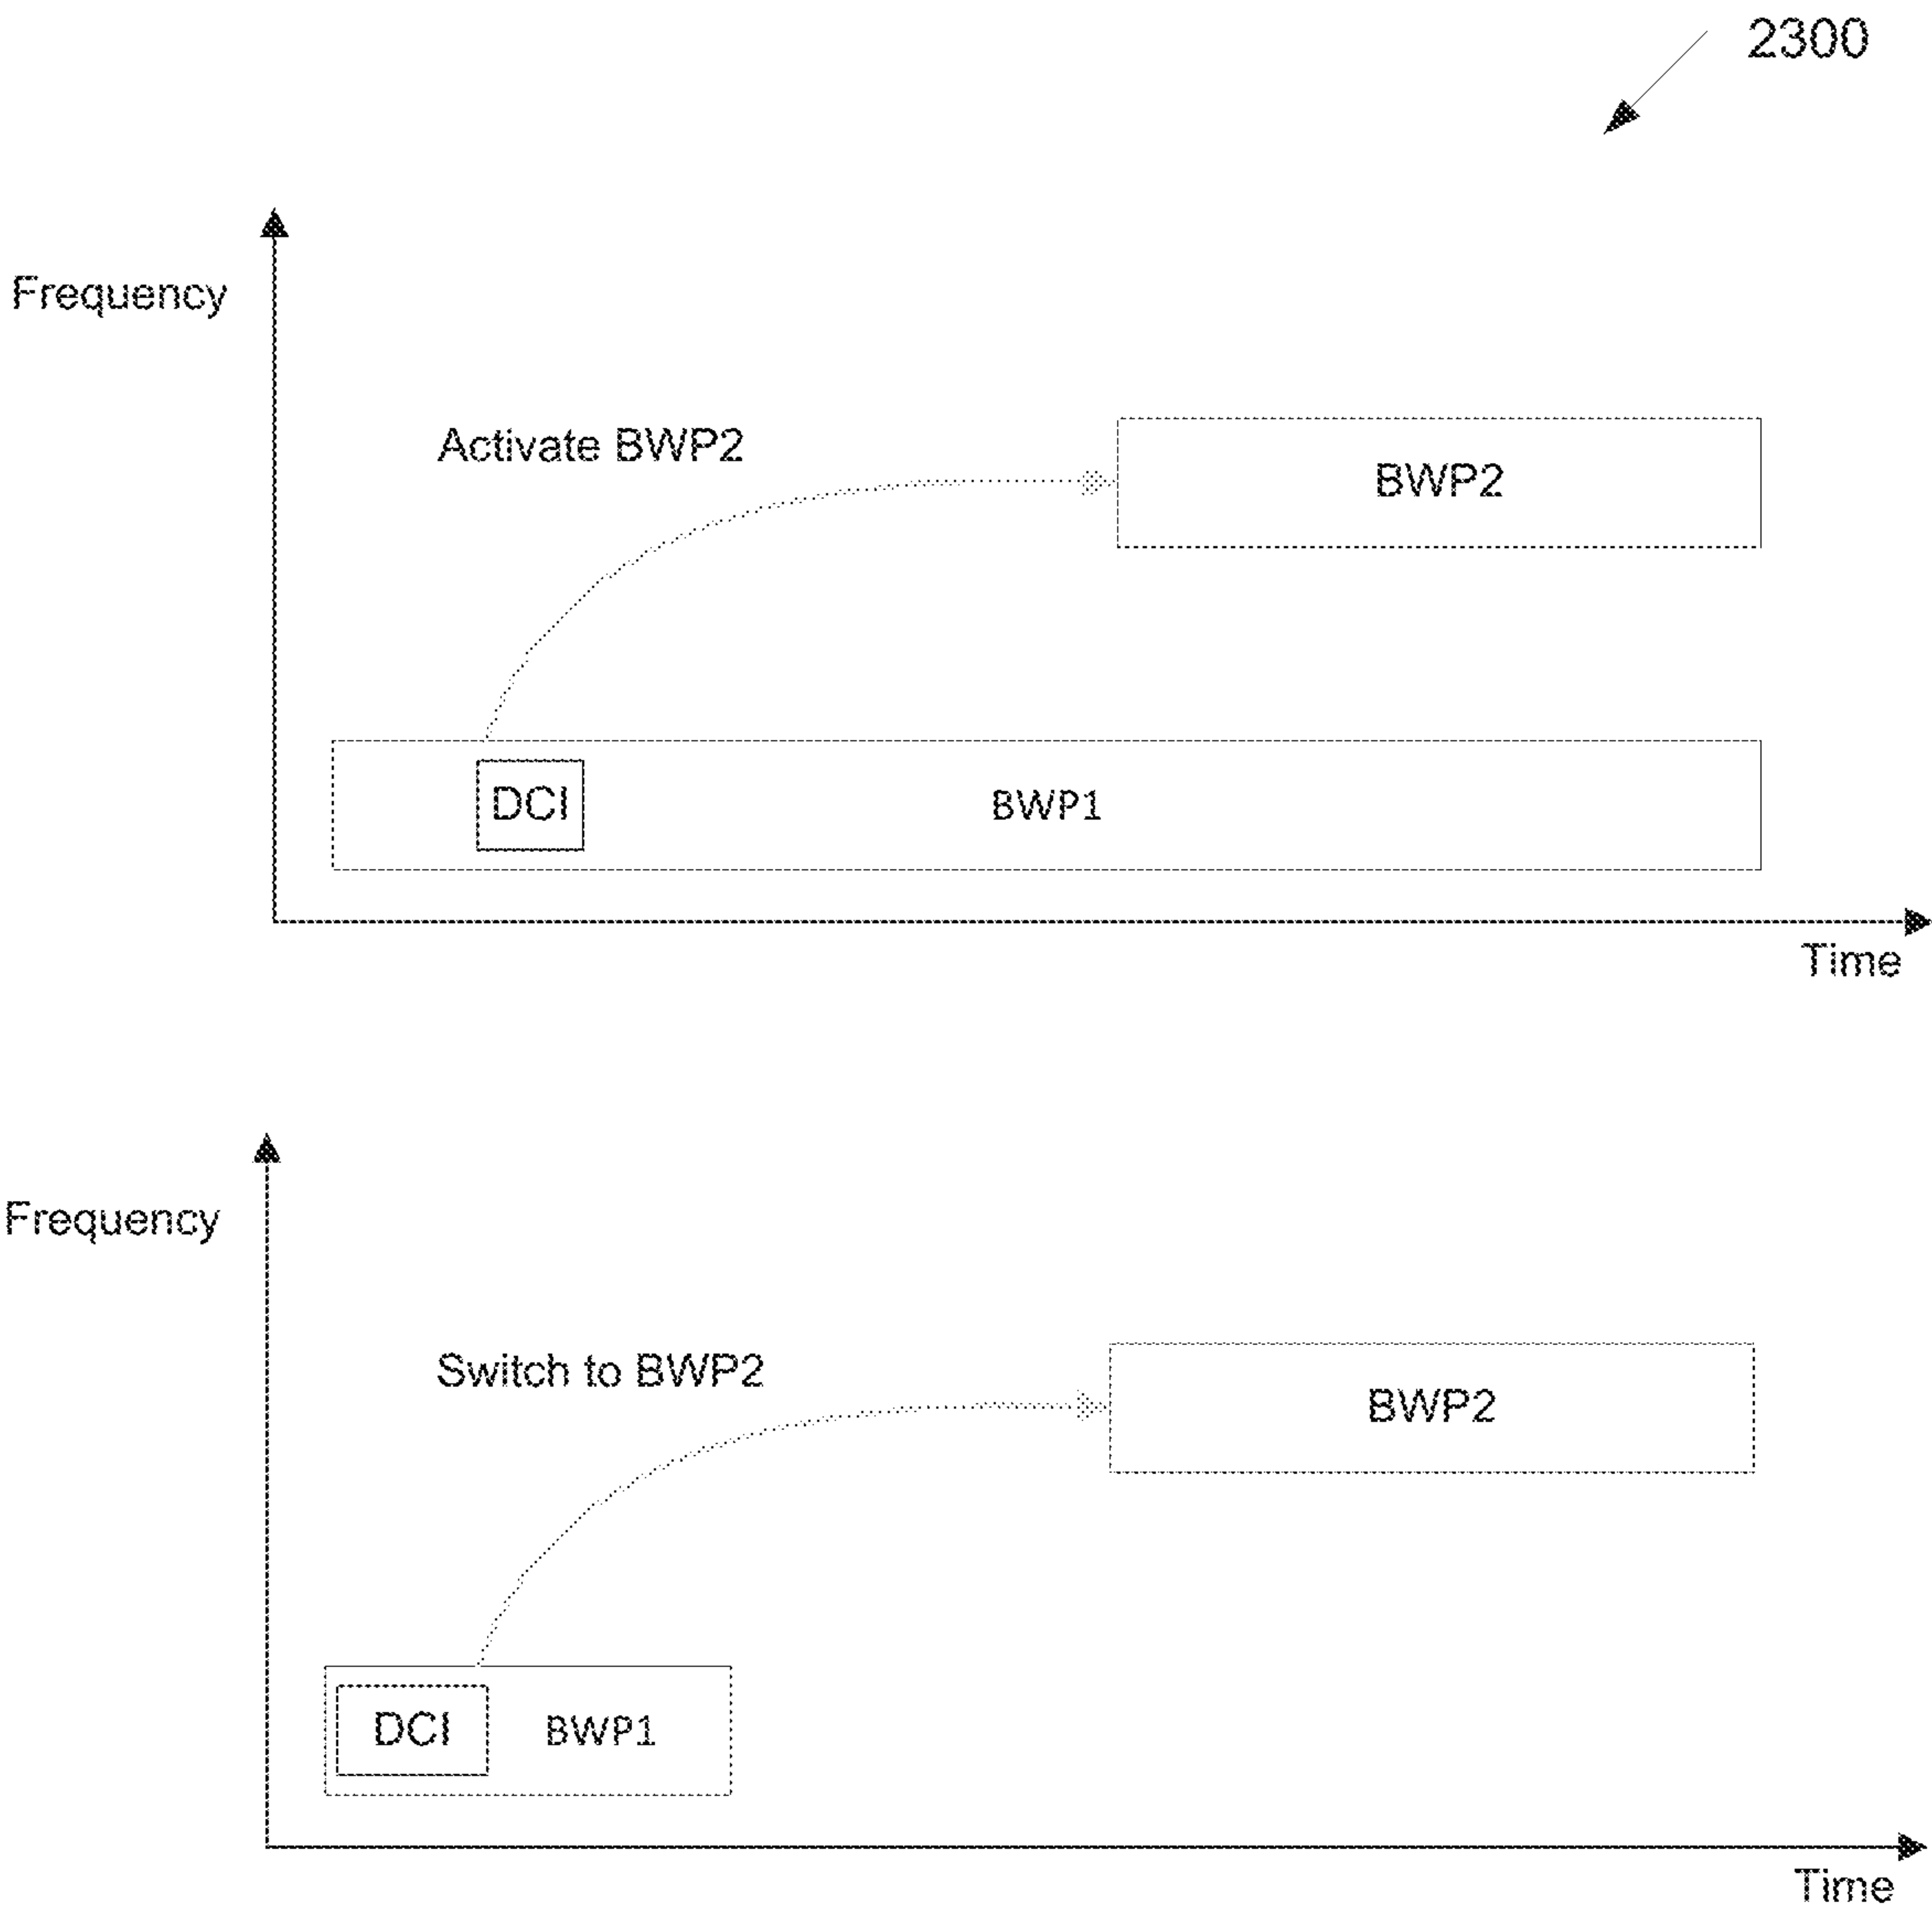 2300
Frequency
Activate BWP2
BWP2
DCI
BWP1
Time
Frequency
Switch to BWP2
BWP2
DCI
BWP1
Time